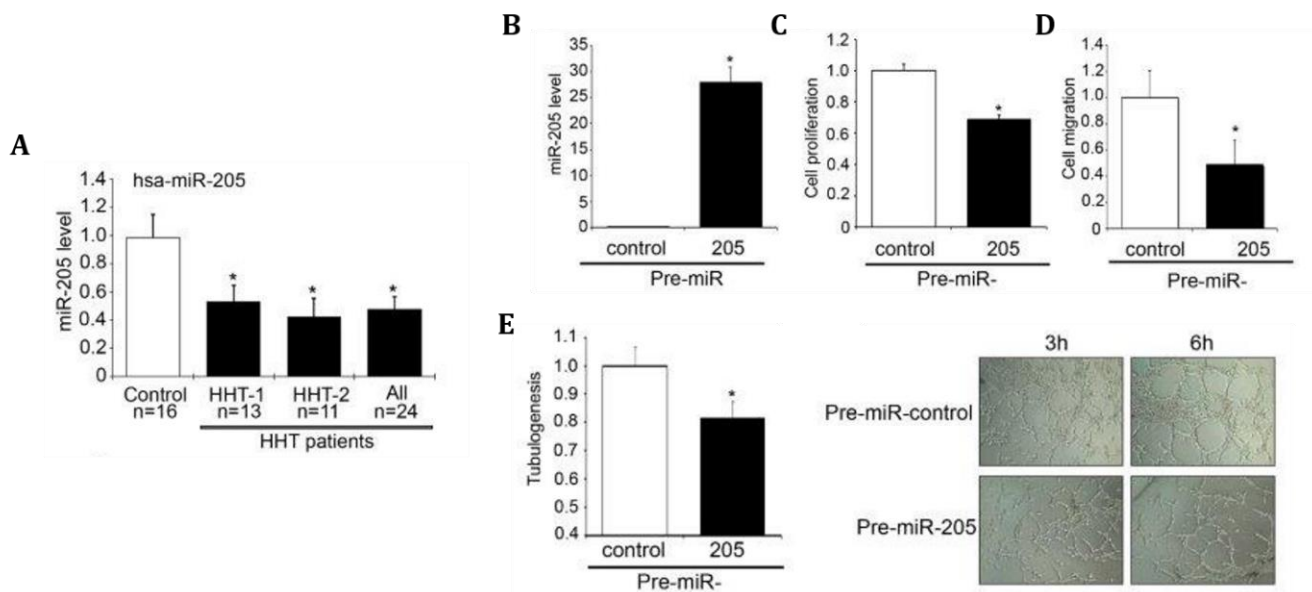 A
hsa-miR-205
miR-205 level
1.4
1.2
1.0
0.8
0.6
0.4
0.2
0
*
*
*
Control
n=16
HHT-1
n=13
HHT-2
n=11
All
n=24
HHT patients
B
miR-205 level
35
30
25
20
15
10
5
0
*
control
205
Pre-miR
C
Cell proliferation
1.2
1.0
0.8
0.6
0.4
0.2
0
*
control
205
Pre-miR-
D
Cell migration
1.4
1.2
1.0
0.8
0.6
0.4
0.2
0
*
control
205
Pre-miR-
E
Tubulogenesis
1.1
1.0
0.9
0.8
0.7
0.6
0.5
0.4
*
control
205
Pre-miR-
3h
6h
Pre-miR-control
Pre-miR-205